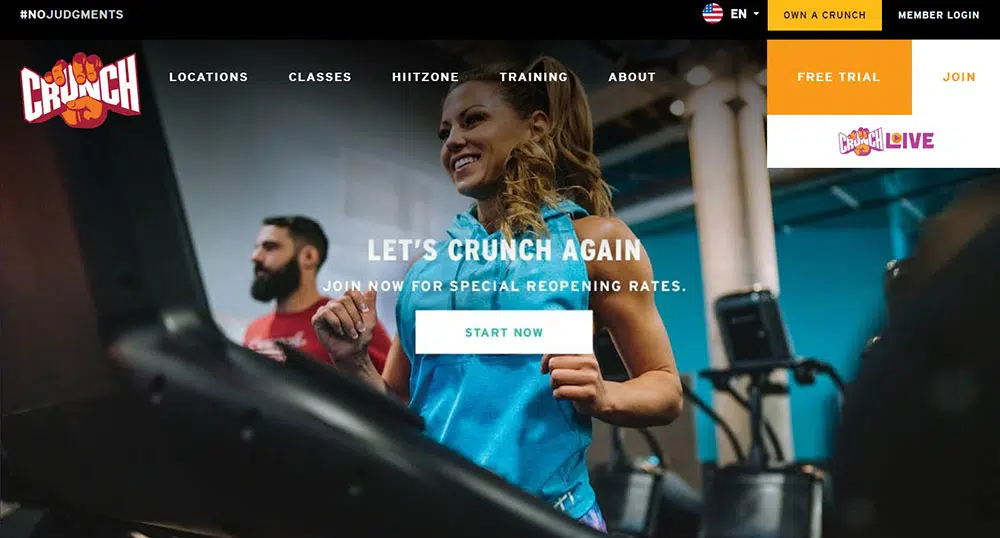 #NOJUDGMENTS
EN
OWN A CRUNCH
MEMBER LOGIN
CRUNCH
LOCATIONS
CLASSES
HIITZONE
TRAINING
ABOUT
FREE TRIAL
JOIN
CRUNCH LIVE
LET'S CRUNCH AGAIN
JOIN NOW FOR SPECIAL REOPENING RATES.
START NOW